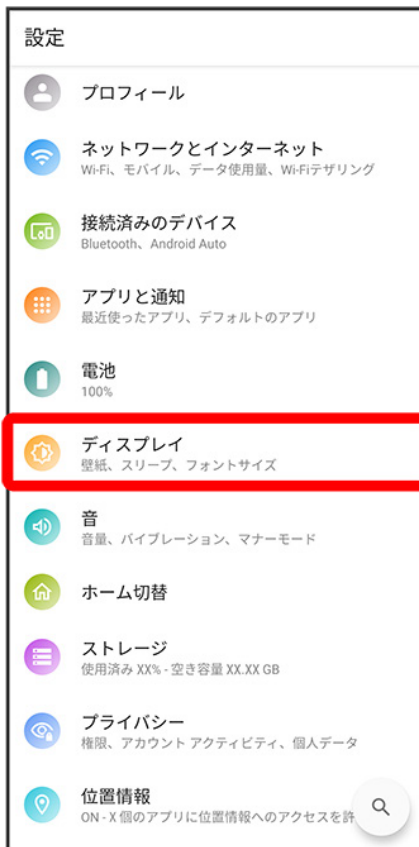 設定
プロフィール
ネットワークとインターネット
Wi-Fi、モバイル、データ使用量、Wi-Fiテザリング
接続済みのデバイス
Bluetooth、Android Auto
アプリと通知
最近使ったアプリ、デフォルトのアプリ
電池
100%
ディスプレイ
壁紙、スリープ、フォントサイズ
音
音量、バイブレーション、マナーモード
ホーム切替
ストレージ
使用済み XX% - 空き容量 XX.XX GB
プライバシー
権限、アカウント アクティビティ、個人データ
位置情報
ON - X 個のアプリに位置情報へのアクセスを許